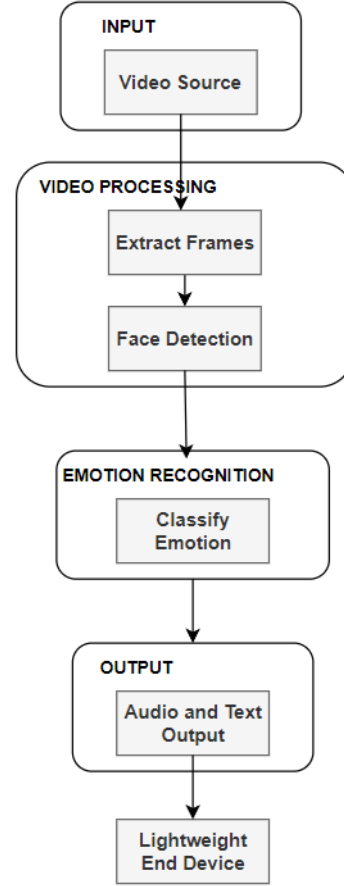 INPUT
Video Source
VIDEO PROCESSING
Extract Frames
Face Detection
EMOTION RECOGNITION
Classify
Emotion
OUTPUT
Audio and Text
Output
Lightweight
End Device